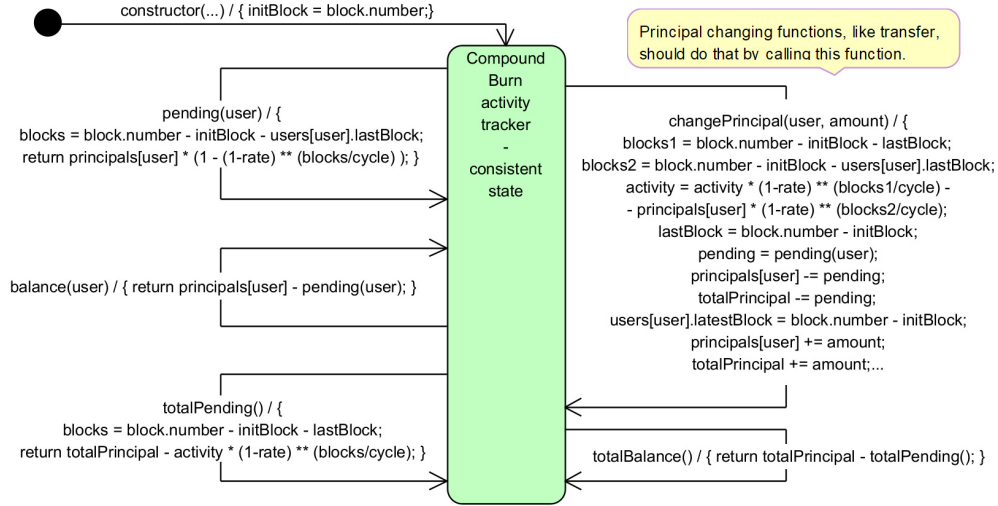 constructor(...) / { initBlock = block.number;}
Principal changing functions, like transfer,
should do that by calling this function.
Compound
Burn
activity
tracker
-
consistent
state
pending(user) / {
blocks = block.number - initBlock - users[user].lastBlock;
return principals[user] * (1 - (1-rate) ** (blocks/cycle) ); }
balance(user) / { return principals[user] - pending(user); }
totalPending() / {
blocks = block.number - initBlock - lastBlock;
return totalPrincipal - activity * (1-rate) ** (blocks/cycle); }
changePrincipal(user, amount) / {
blocks1 = block.number - initBlock - lastBlock;
blocks2 = block.number - initBlock - users[user].lastBlock;
activity = activity * (1-rate) ** (blocks1/cycle) -
- principals[user] * (1-rate) ** (blocks2/cycle);
lastBlock = block.number - initBlock;
pending = pending(user);
principals[user] -= pending;
totalPrincipal -= pending;
users[user].latestBlock = block.number - initBlock;
principals[user] += amount;
totalPrincipal += amount;...
totalBalance() / { return totalPrincipal - totalPending(); }